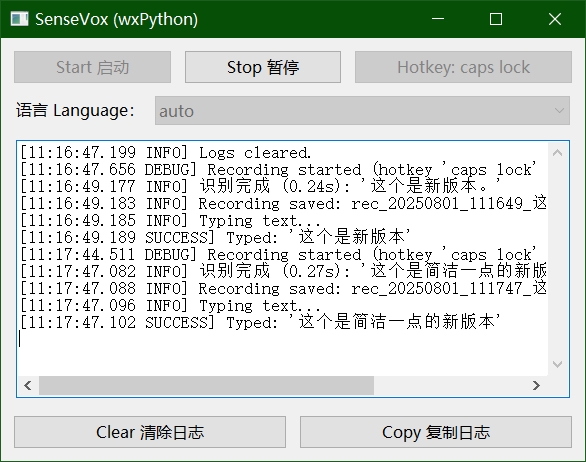 SenseVox (wxPython)
Start 启动
Stop 暂停
Hotkey: caps lock
语言 Language:
auto
[11:16:47.199 INFO] Logs cleared.
[11:16:47.656 DEBUG] Recording started (hotkey 'caps lock'
[11:16:49.177 INFO] 识别完成 (0.24s): '这个是新版本。'
[11:16:49.183 INFO] Recording saved: rec_20250801_111649_这
[11:16:49.185 INFO] Typing text...
[11:16:49.189 SUCCESS] Typed: '这个是新版本'
[11:17:44.511 DEBUG] Recording started (hotkey 'caps lock'
[11:17:47.082 INFO] 识别完成 (0.27s): '这个是简洁一点的新版
[11:17:47.088 INFO] Recording saved: rec_20250801_111747_这
[11:17:47.096 INFO] Typing text...
[11:17:47.102 SUCCESS] Typed: '这个是简洁一点的新版本'
Clear 清除日志
Copy 复制日志